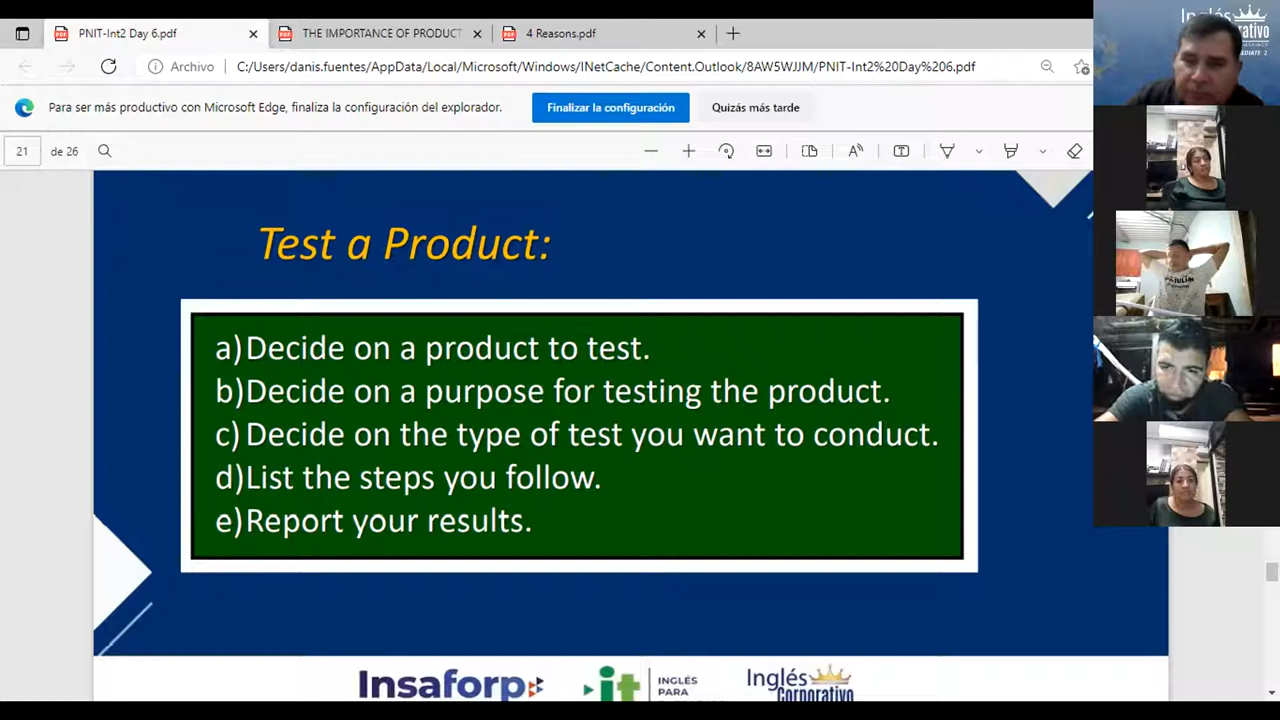 PNIT-Int2 Day 6.pdf
THE IMPORTANCE OF PRODUCT
4 Reasons.pdf
Archivo
C:/Users/danis.fuentes/AppData/Local/Microsoft/Windows/INetCache/Content.Outlook/8AW5WJJM/PNIT-Int2%20Day%206.pdf
Para ser más productivo con Microsoft Edge, finaliza la configuración del explorador.
Finalizar la configuración
Quizás más tarde
21 de 26
Test a Product:
a) Decide on a product to test.
b) Decide on a purpose for testing the product.
c) Decide on the type of test you want to conduct.
d) List the steps you follow.
e) Report your results.
Insaforp
it
INGLÉS
PARA
Inglés
Corporativo
Inglés